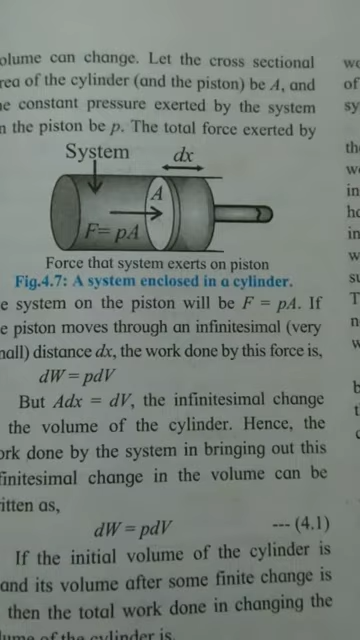 olume can change. Let the cross sectional
rea of the cylinder (and the piston) be A, and
e constant pressure exerted by the system
n the piston be p. The total force exerted by
System dx
A
F= pA
Force that system exerts on piston
Fig.4.7: A system enclosed in a cylinder.
e system on the piston will be F = pA. If
e piston moves through an infinitesimal (very
nall) distance dx, the work done by this force is,
dW = pdV
But Adx = dV, the infinitesimal change
the volume of the cylinder. Hence, the
ork done by the system in bringing out this
finitesimal change in the volume can be
itten as,
dW = pdV --- (4.1)
If the initial volume of the cylinder is
and its volume after some finite change is
then the total work done in changing the
lume of the cylinder is,